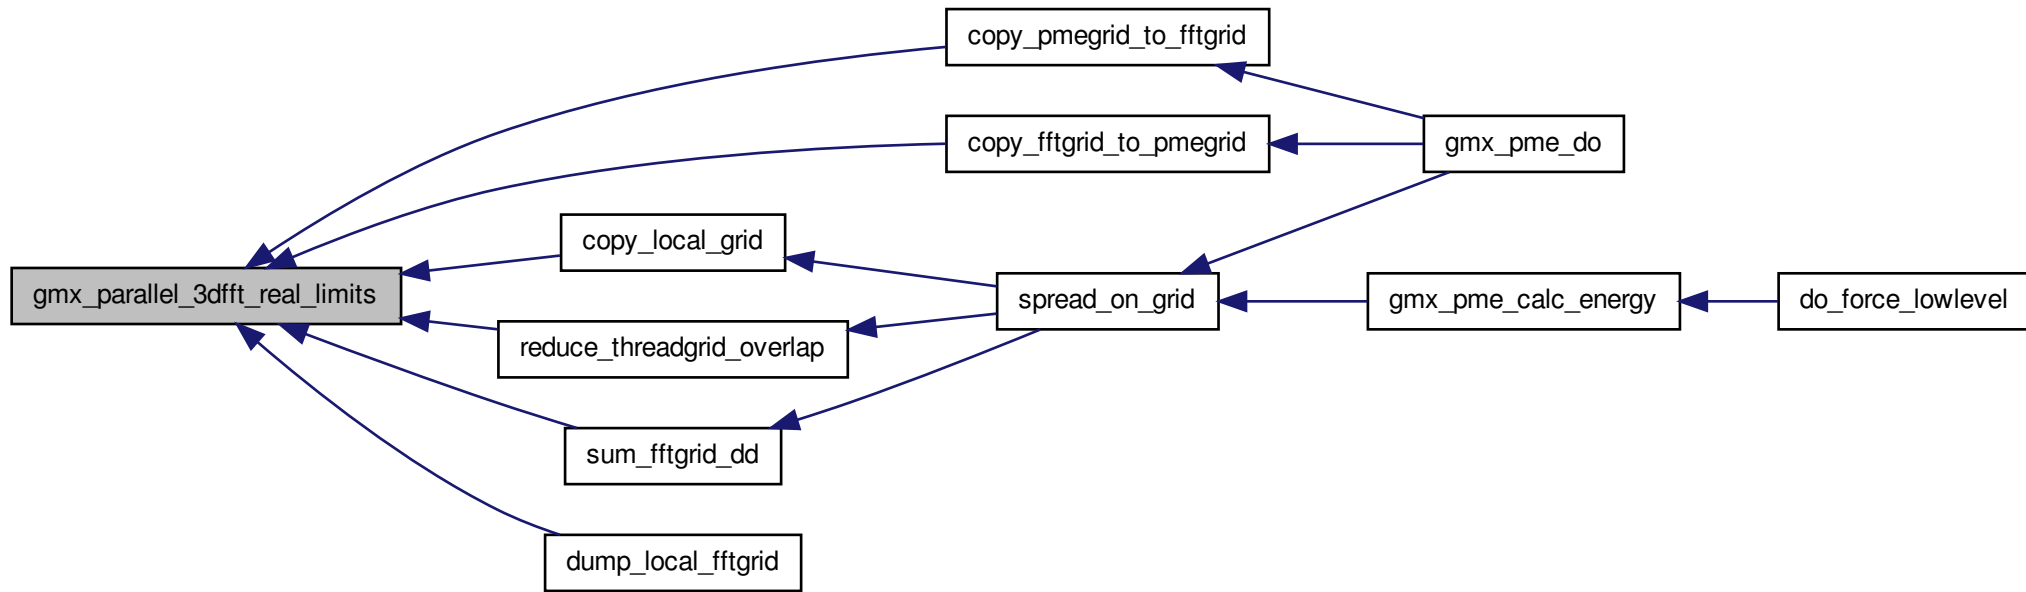 copy_pmegrid_to_fftgrid
copy_fftgrid_to_pmegrid
gmx_pme_do
copy_local_grid
gmx_parallel_3dfft_real_limits
spread_on_grid
gmx_pme_calc_energy
do_force_lowlevel
reduce_threadgrid_overlap
sum_fftgrid_dd
dump_local_fftgrid